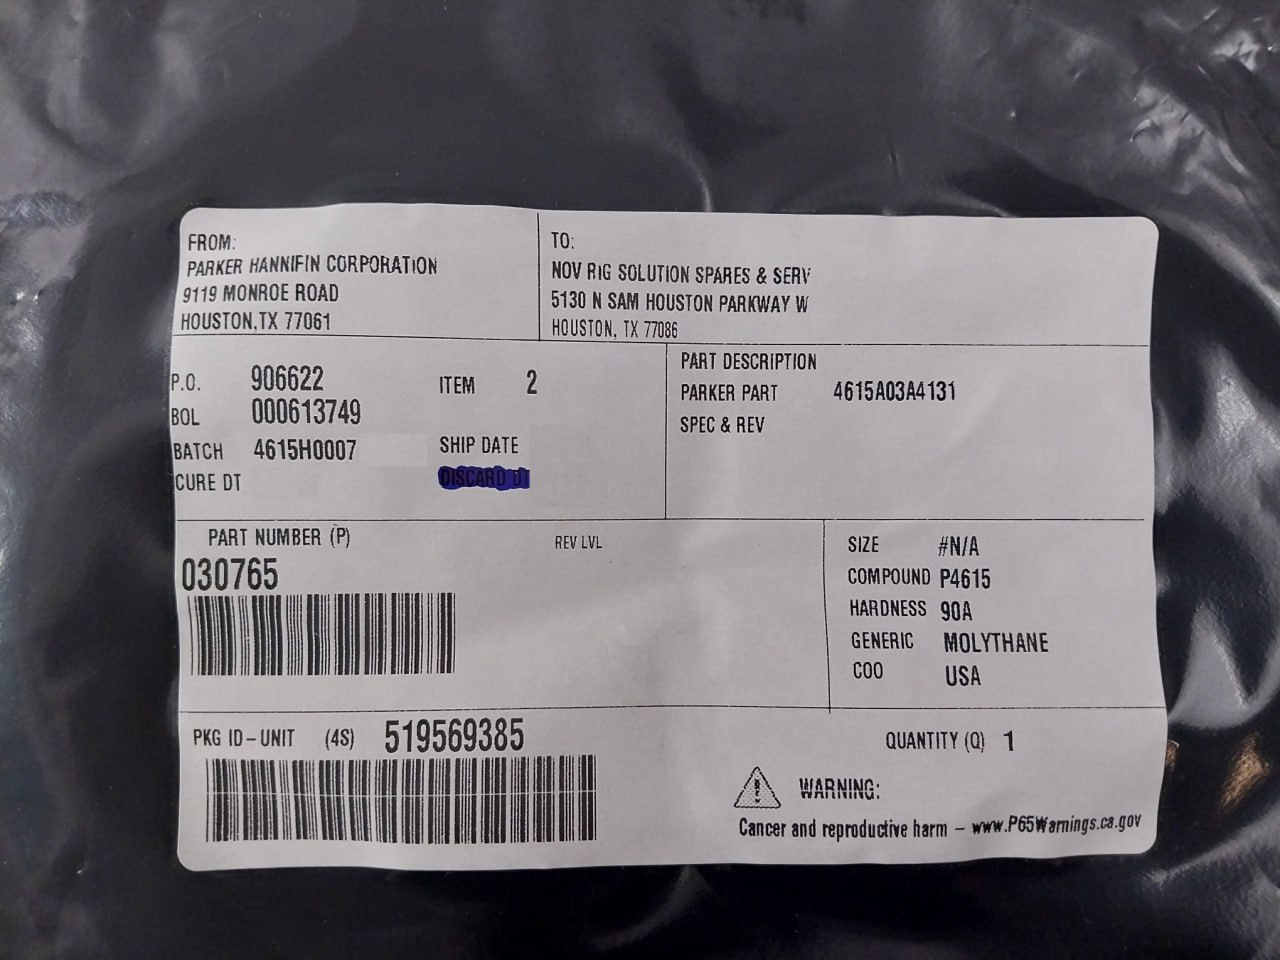 FROM:
PARKER HANNIFIN CORPORATION
9119 MONROE ROAD
HOUSTON,TX 77061
TO:
NOV RIG SOLUTION SPARES & SERV
5130 N SAM HOUSTON PARKWAY W
HOUSTON, TX 77086
P.O. 906622 ITEM 2
BOL 000613749
BATCH 4615H0007 SHIP DATE
CURE DT DISCARD DT
PART DESCRIPTION
PARKER PART 4615A03A4131
SPEC & REV
PART NUMBER (P) REV LVL
030765
SIZE #N/A
COMPOUND P4615
HARDNESS 90A
GENERIC MOLYTHANE
COO USA
PKG ID-UNIT (4S) 519569385
QUANTITY (Q) 1
WARNING:
Cancer and reproductive harm - www.P65Warnings.ca.gov